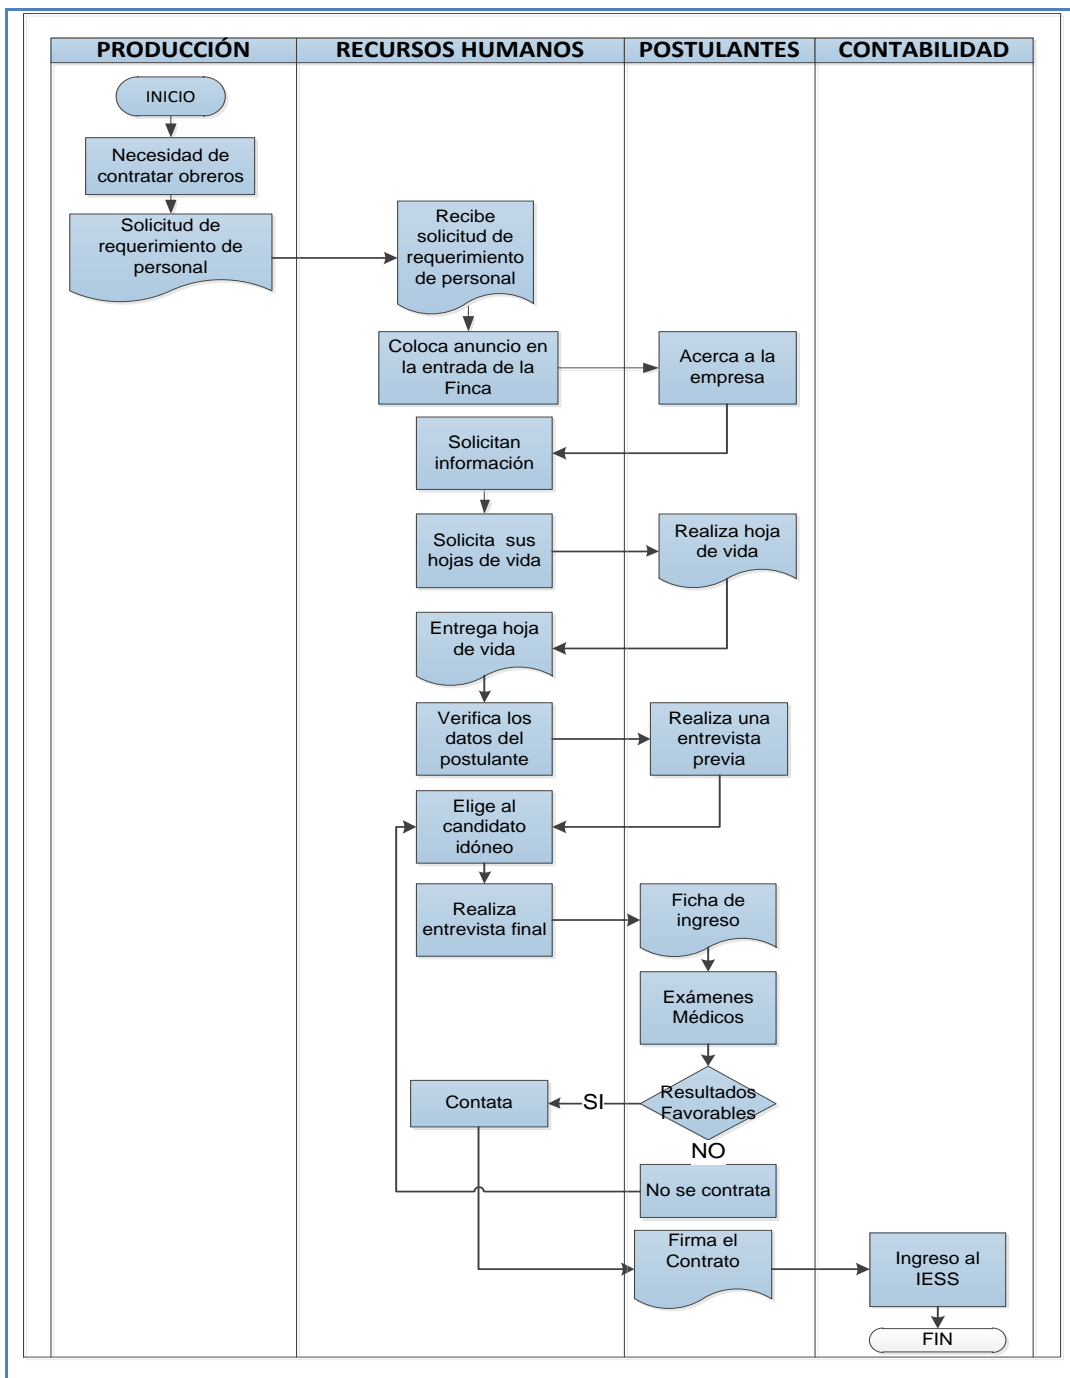 PRODUCCIÓN
RECURSOS HUMANOS
POSTULANTES
CONTABILIDAD
INICIO
Necesidad de
contratar obreros
Solicitud de
requerimiento de
personal
Recibe
solicitud de
requerimiento
de personal
Coloca anuncio en
la entrada de la
Finca
Acerca a la
empresa
Solicitan
información
Solicita sus
hojas de vida
Realiza hoja
de vida
Entrega hoja
de vida
Verifica los
datos del
postulante
Realiza una
entrevista
previa
Elige al
candidato
idóneo
Realiza
entrevista final
Ficha de
ingreso
Exámenes
Médicos
Resultados
Favorables
SI
Contata
NO
No se contrata
Firma el
Contrato
Ingreso al
IESS
FIN